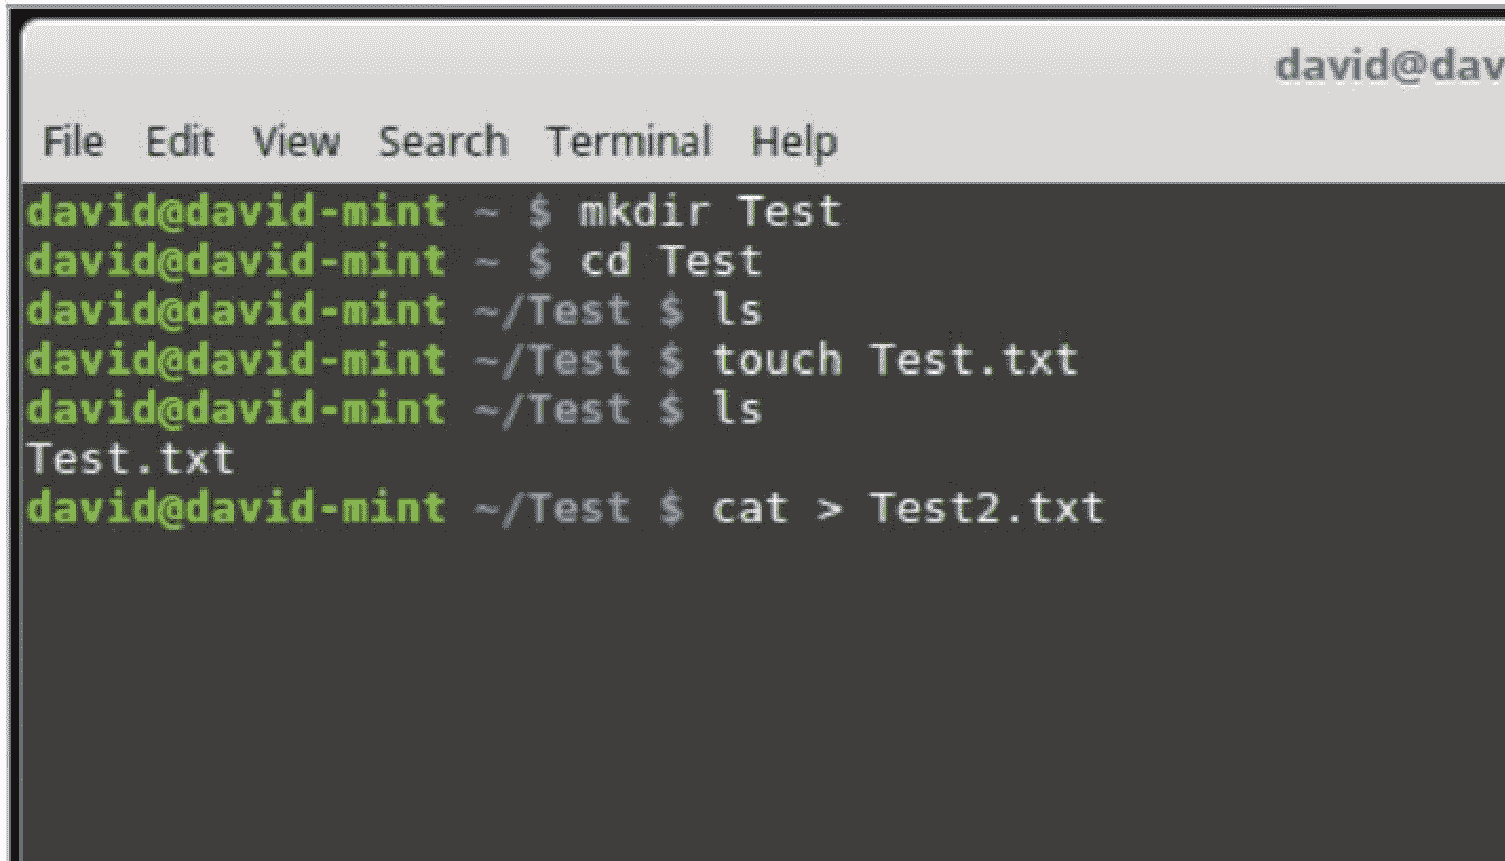 david@dav
File Edit View Search Terminal Help
david@david-mint ~ $ mkdir Test
david@david-mint ~ $ cd Test
david@david-mint ~/Test $ ls
david@david-mint ~/Test $ touch Test.txt
david@david-mint ~/Test $ ls
Test.txt
david@david-mint ~/Test $ cat > Test2.txt